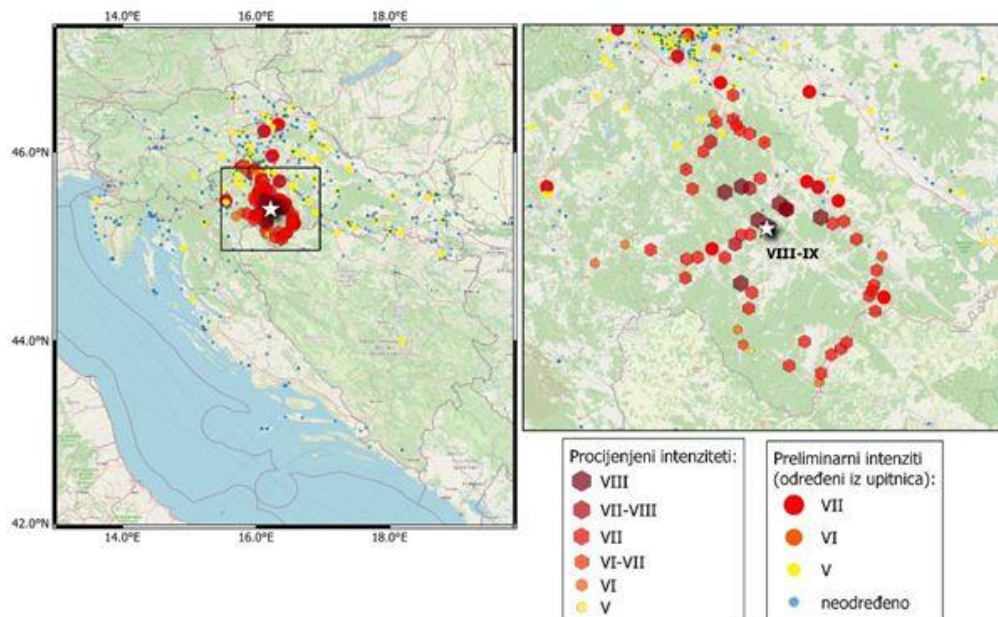 14.0°E 16.0°E 18.0°E
46.0°N
44.0°N
42.0°N
14.0°E 16.0°E 18.0°E
VIII-IX
Procijenjeni intenziteti:
VIII
VII-VIII
VII
VI-VII
VI
V
Preliminarni intenziti
(određeni iz upitnica):
VII
VI
V
neodređeno